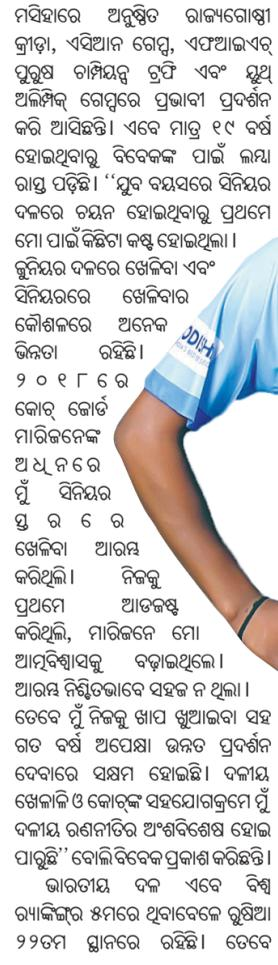 ମସିହାରେ ଅନୁଷ୍ଠିତ ରାଜ୍ୟଗୋଷ୍ଠୀ
କ୍ରୀଡ଼ା, ଏସିଆନ ଗେମ୍ସ, ଏଫଆଇଏଚ୍
ପୁରୁଷ ଚାମ୍ପିୟନ୍ସ ଟ୍ରଫି ଏବଂ ୟୁଥ୍
ଅଲିମ୍ପିକ୍ ଗେମ୍ସରେ ପ୍ରଭାବୀ ପ୍ରଦର୍ଶନ
କରି ଆସିଛନ୍ତି। ଏବେ ମାତ୍ର ୧୯ ବର୍ଷ
ହୋଇଥିବାରୁ ବିବେକଙ୍କ ପାଇଁ ଲମ୍ବା
ରାସ୍ତା ପଡ଼ିଛି। ‘‘ଯୁବ ବୟସରେ ସିନିୟର
ଦଳରେ ଚୟନ ହୋଇଥିବାରୁ ପ୍ରଥମେ
ମୋ ପାଇଁ କିଛିଟା କଷ୍ଟ ହୋଇଥିଲା।
ଜୁନିୟର ଦଳରେ ଖେଳିବା ଏବଂ
ସିନିୟରରେ ଖେଳିବାର
କୌଶଳରେ ଅନେକ
ଭିନ୍ନତା ରହିଛି।
୨୦୧୮ରେ
କୋଚ୍ ଜୋର୍ଡ
ମାରିଜନେଙ୍କ
ଅଧିନରେ
ମୁଁ ସିନିୟର
ସ୍ତରରେ
ଖେଳିବା ଆରମ୍ଭ
କରିଥିଲି। ନିଜକୁ
ପ୍ରଥମେ ଆଡଜଷ୍ଟ
କରିଥିଲି, ମାରିଜନେ ମୋ
ଆତ୍ମବିଶ୍ୱାସକୁ ବଢ଼ାଇଥିଲେ।
ଆରମ୍ଭ ନିଶ୍ଚିତଭାବେ ସହଜ ନ ଥିଲା।
ତେବେ ମୁଁ ନିଜକୁ ଖାପ ଖୁଆଇବା ସହ
ଗତ ବର୍ଷ ଅପେକ୍ଷା ଉନ୍ନତ ପ୍ରଦର୍ଶନ
ଦେବାରେ ସକ୍ଷମ ହୋଇଛି। ଦଳୀୟ
ଖେଳାଳି ଓ କୋଚ୍‌ଙ୍କ ସହଯୋଗକ୍ରମେ ମୁଁ
ଦଳୀୟ ରଣନୀତିର ଅଂଶବିଶେଷ ହୋଇ
ପାରୁଛି’’ ବୋଲି ବିବେକ ପ୍ରକାଶ କରିଛନ୍ତି।
ଭାରତୀୟ ଦଳ ଏବେ ବିଶ୍ୱ
ର‍୍ୟାଙ୍କିଙ୍ଗ୍‌ର ୫ମରେ ଥିବାବେଳେ ରୁଷିଆ
୨୨ତମ ସ୍ଥାନରେ ରହିଛି। ତେବେ